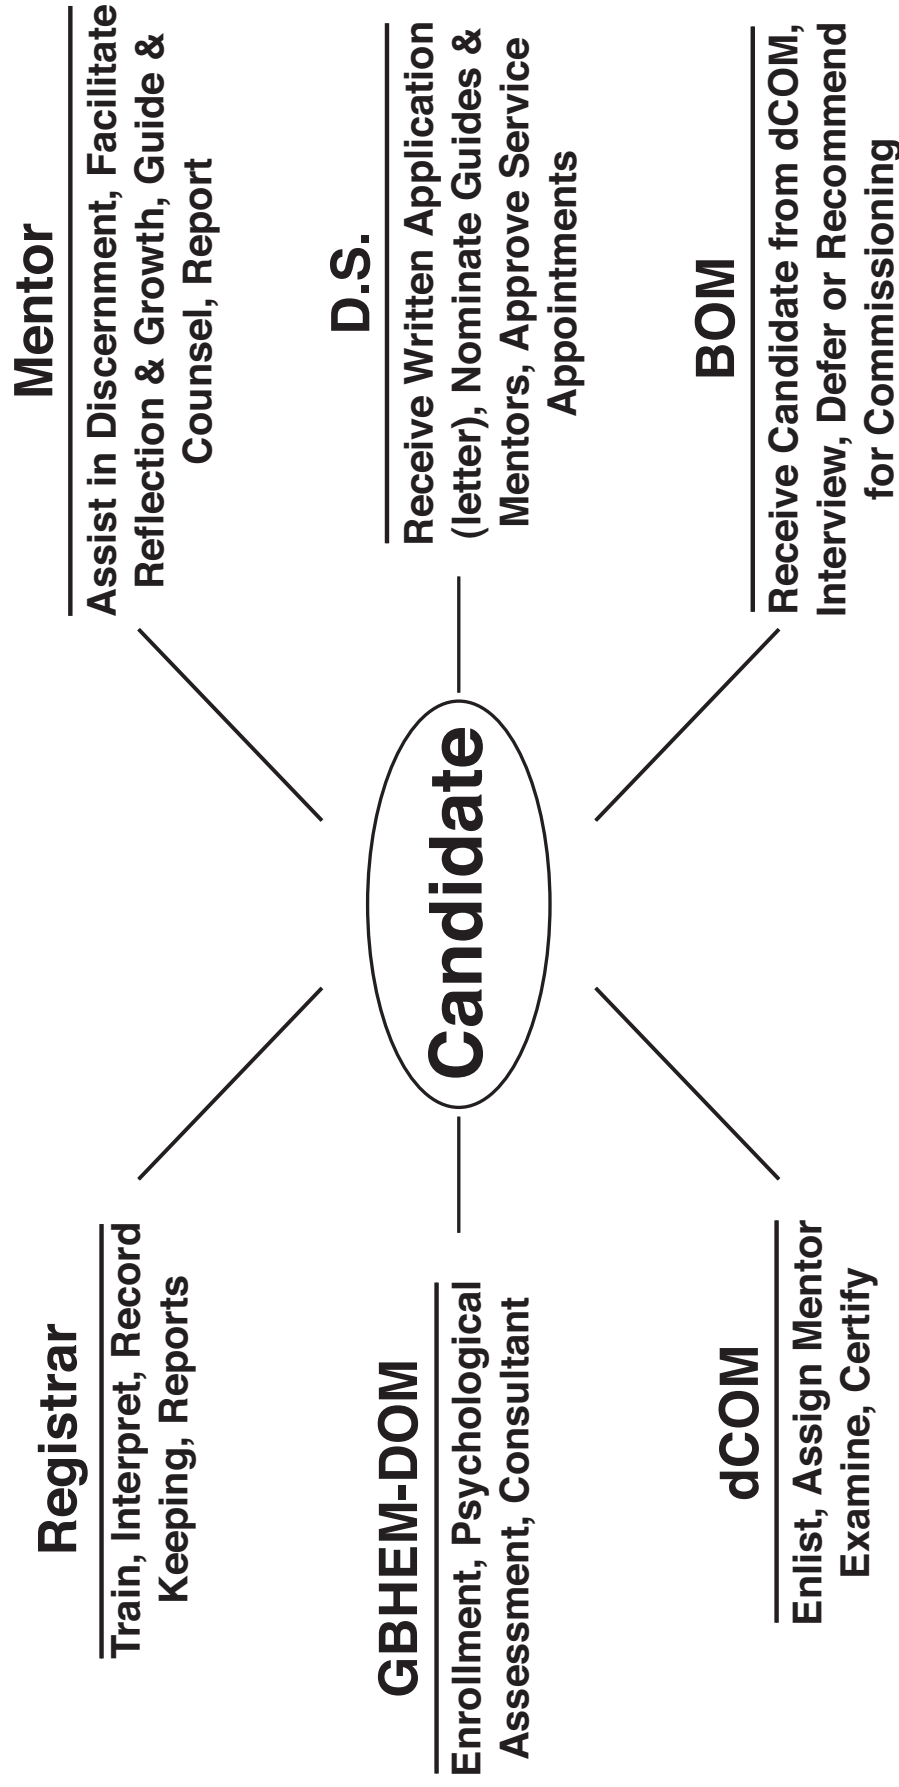 Registrar
Train, Interpret, Record
Keeping, Reports
Mentor
Assist in Discernment, Facilitate
Reflection & Growth, Guide &
Counsel, Report
GBHEM-DOM
Enrollment, Psychological
Assessment, Consultant
Candidate
D.S.
Receive Written Application
(letter), Nominate Guides &
Mentors, Approve Service
Appointments
dCOM
Enlist, Assign Mentor
Examine, Certify
BOM
Receive Candidate from dCOM,
Interview, Defer or Recommend
for Commissioning